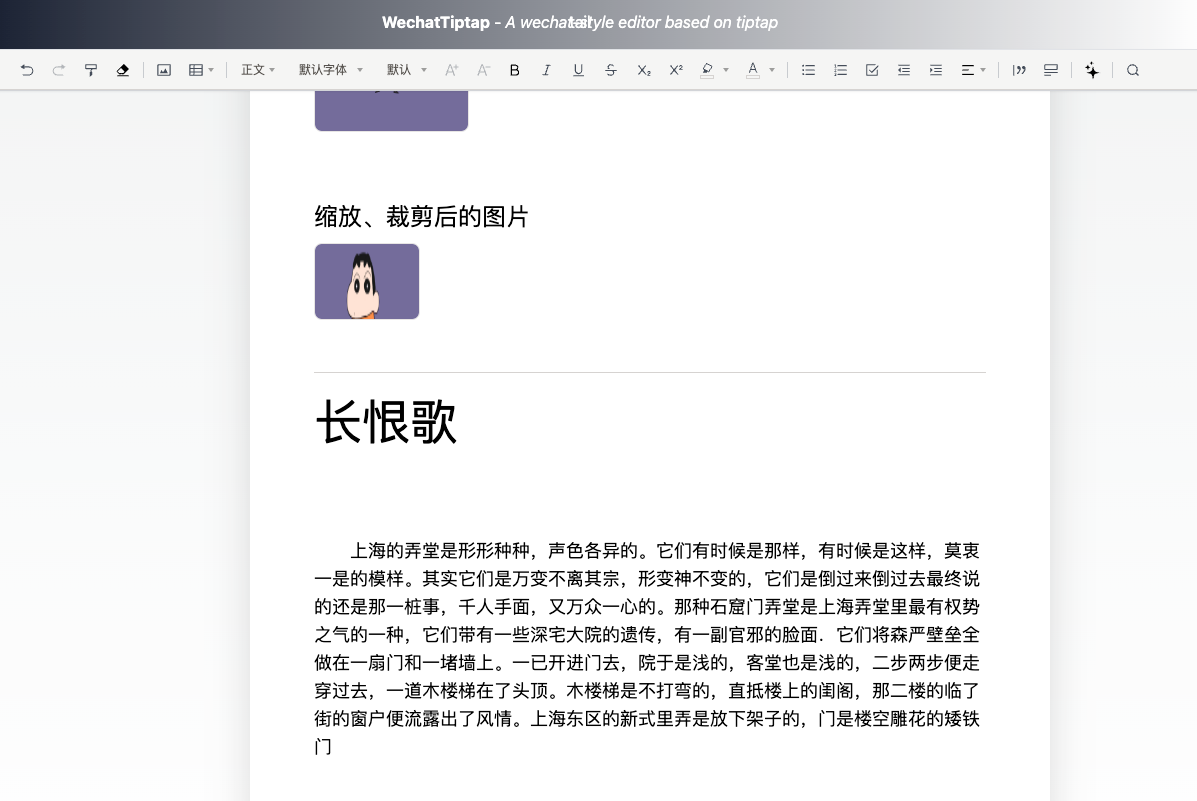 WechatTiptap - A wechat-style editor based on tiptap
正文 默认字体 默认 A⁺ A⁻ B I U S X₂ X² A
缩放、裁剪后的图片
长恨歌
上海的弄堂是形形种种，声色各异的。它们有时候是那样，有时候是这样，莫衷
一是的模样。其实它们是万变不离其宗，形变神不变的，它们是倒过来倒过去最终说
的还是那一桩事，千人手面，又万众一心的。那种石窟门弄堂是上海弄堂里最有权势
之气的一种，它们带有一些深宅大院的遗传，有一副官邪的脸面．它们将森严壁垒全
做在一扇门和一堵墙上。一已开进门去，院于是浅的，客堂也是浅的，二步两步便走
穿过去，一道木楼梯在了头顶。木楼梯是不打弯的，直抵楼上的闺阁，那二楼的临了
街的窗户便流露出了风情。上海东区的新式里弄是放下架子的，门是楼空雕花的矮铁
门